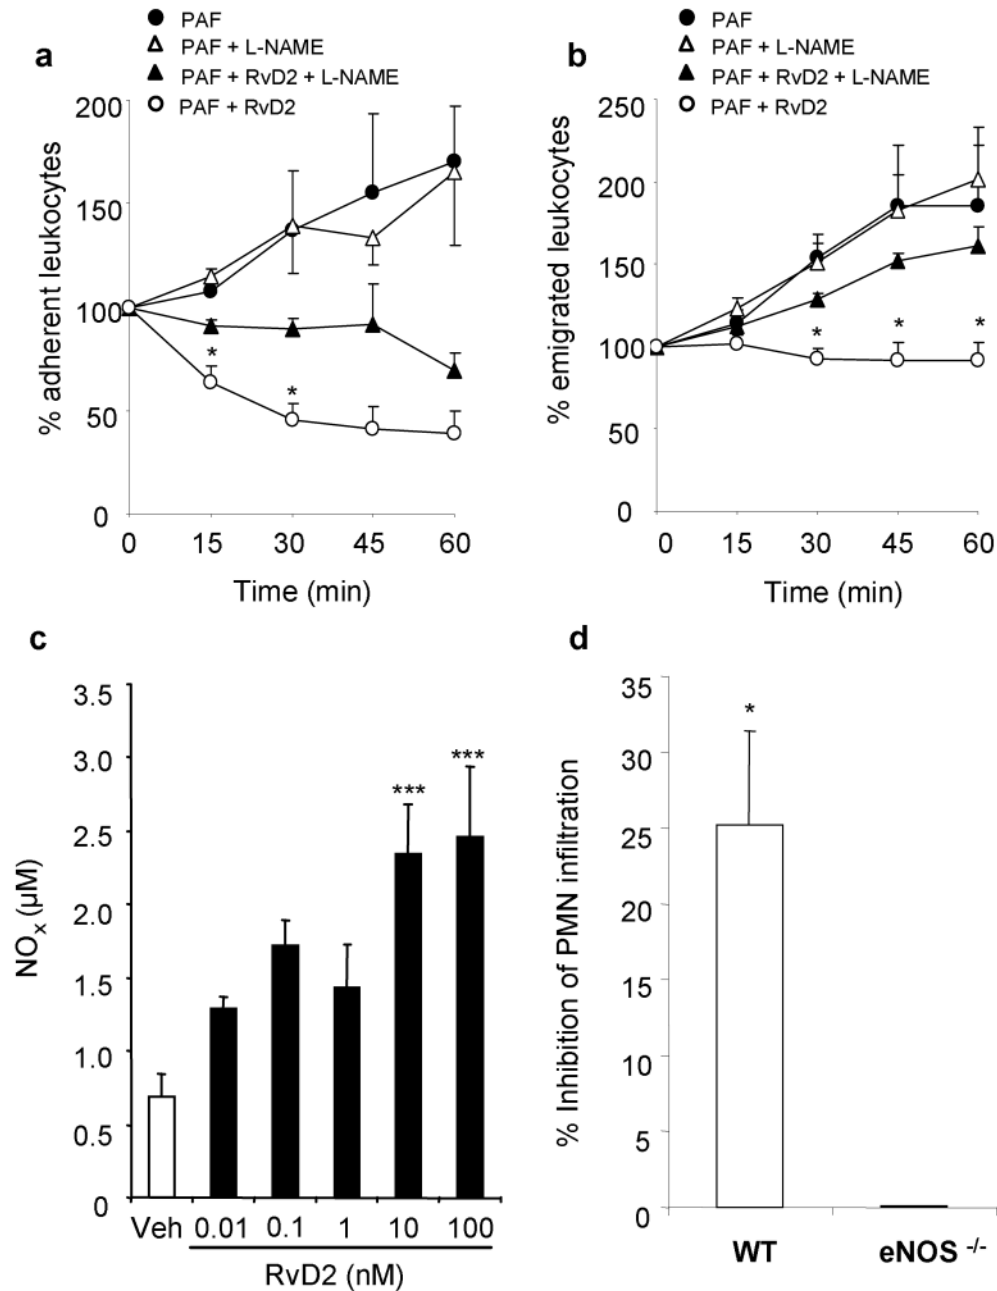 a
PAF
PAF + L-NAME
PAF + RvD2 + L-NAME
PAF + RvD2
% adherent leukocytes
200
150
100
50
0
*
*
0 15 30 45 60
Time (min)
b
PAF
PAF + L-NAME
PAF + RvD2 + L-NAME
PAF + RvD2
% emigrated leukocytes
250
200
150
100
50
0
* * *
0 15 30 45 60
Time (min)
c
NOx (µM)
3.5
3.0
2.5
2.0
1.5
1.0
0.5
0
*** ***
Veh 0.01 0.1 1 10 100
RvD2 (nM)
d
% Inhibition of PMN infiltration
35
30
25
20
15
10
5
0
*
WT eNOS -/-